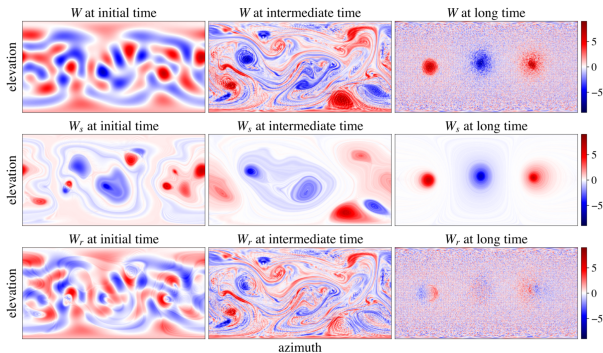 W at initial time
W at intermediate time
W at long time
elevation
5
0
−5
Wₛ at initial time
Wₛ at intermediate time
Wₛ at long time
elevation
5
0
−5
Wᵣ at initial time
Wᵣ at intermediate time
Wᵣ at long time
elevation
5
0
−5
azimuth